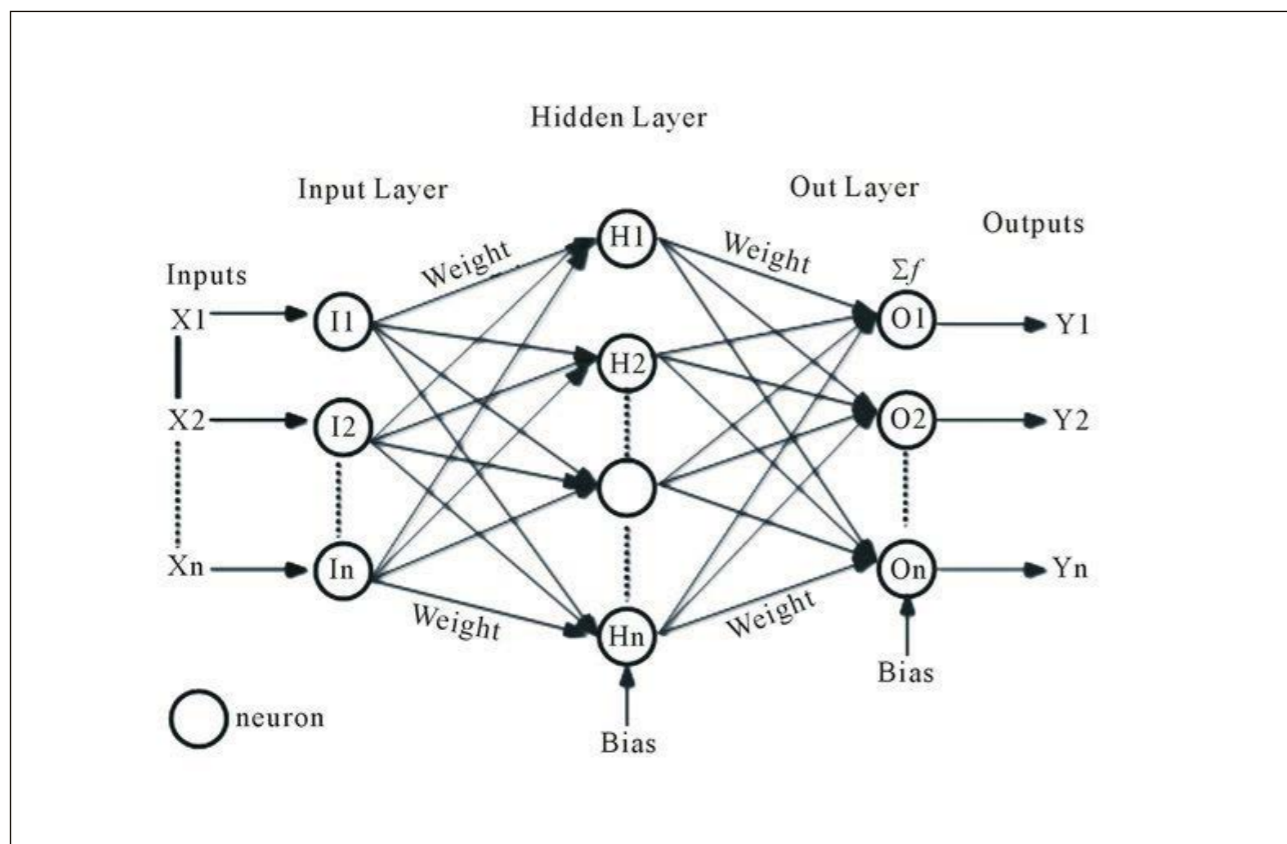 Hidden Layer
Input Layer
Out Layer
Outputs
Inputs
Weight
Weight
Σf
H1
X1
I1
O1
Y1
H2
X2
I2
O2
Y2
Xn
In
On
Yn
Weight
Weight
Hn
Bias
neuron
Bias